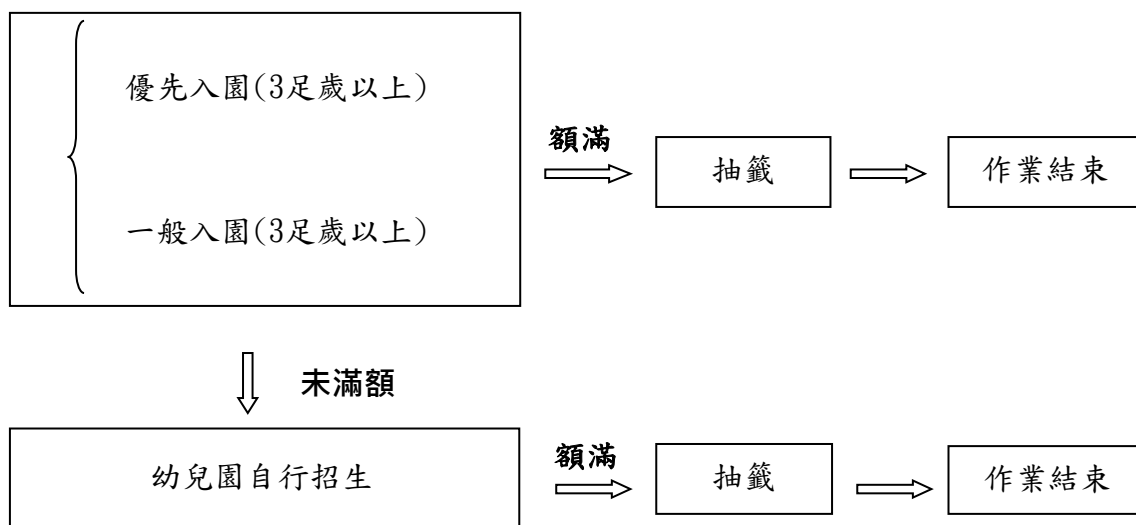 優先入園(3足歲以上)
額滿
抽籤
作業結束
一般入園(3足歲以上)
未滿額
幼兒園自行招生
額滿
抽籤
作業結束